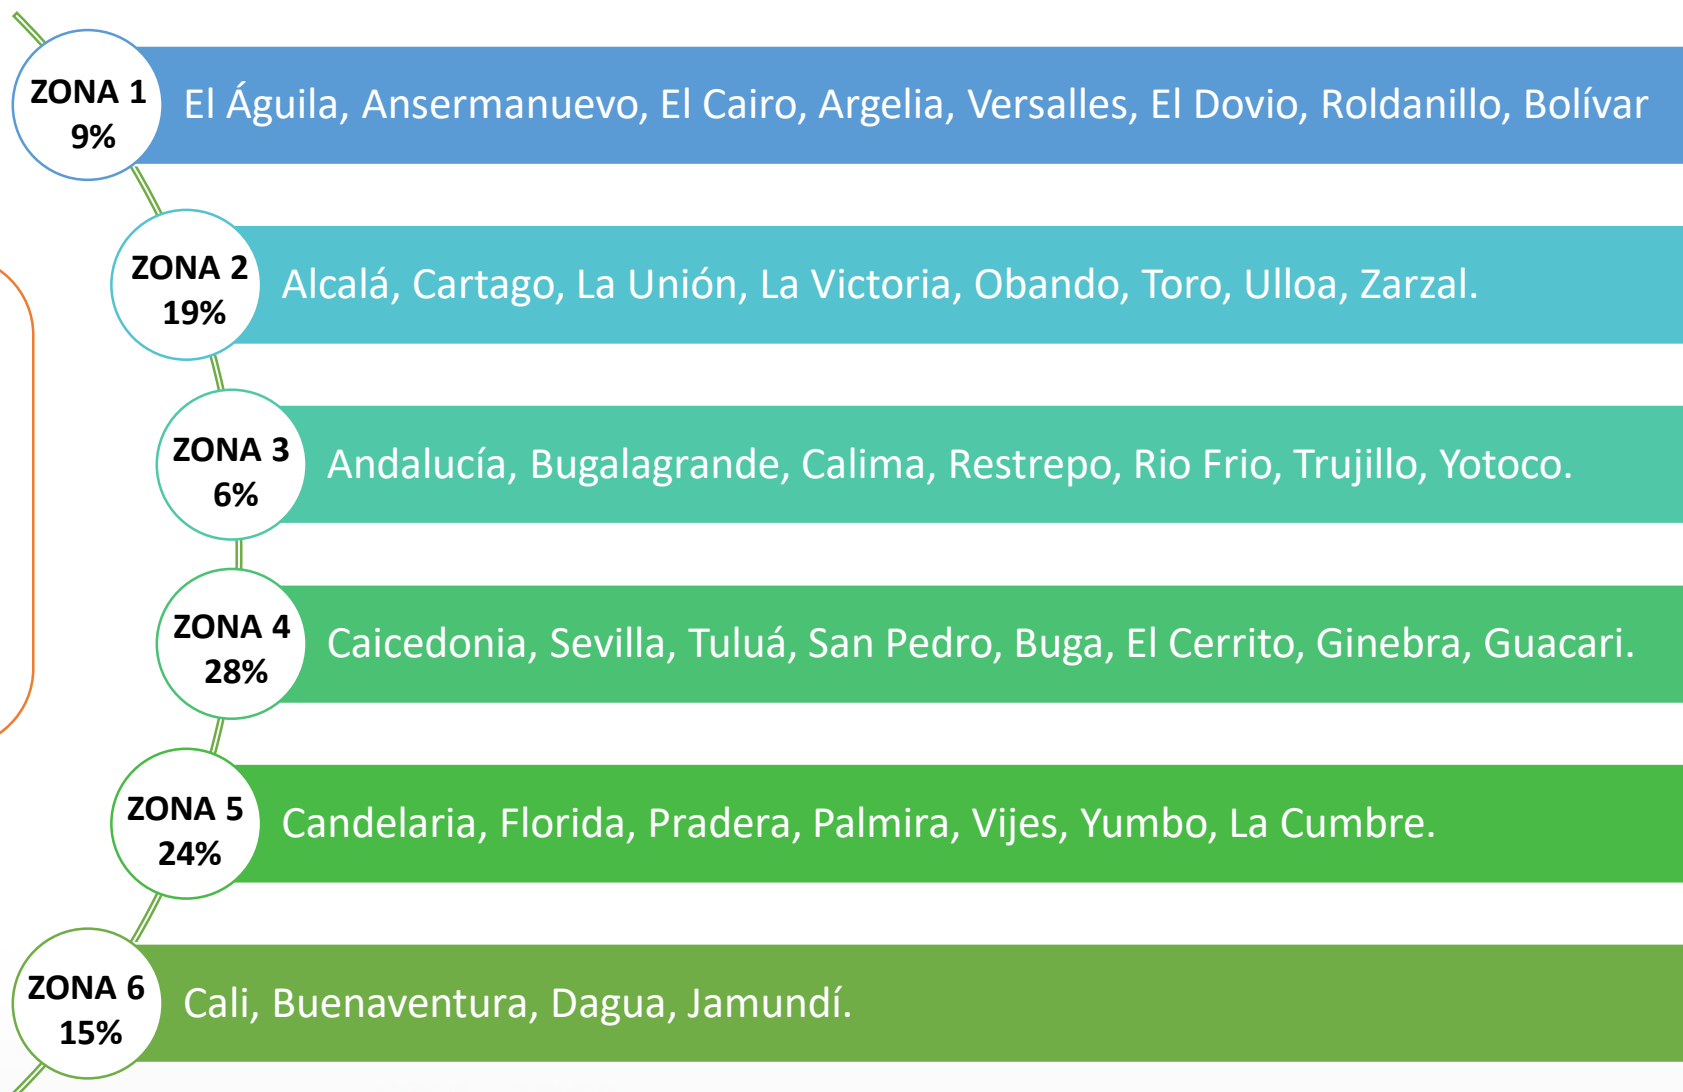 ZONA 1
9%
El Águila, Ansermanuevo, El Cairo, Argelia, Versalles, El Dovio, Roldanillo, Bolívar
ZONA 2
19%
Alcalá, Cartago, La Unión, La Victoria, Obando, Toro, Ulloa, Zarzal.
ZONA 3
6%
Andalucía, Bugalagrande, Calima, Restrepo, Rio Frio, Trujillo, Yotoco.
ZONA 4
28%
Caicedonia, Sevilla, Tuluá, San Pedro, Buga, El Cerrito, Ginebra, Guacari.
ZONA 5
24%
Candelaria, Florida, Pradera, Palmira, Vijes, Yumbo, La Cumbre.
ZONA 6
15%
Cali, Buenaventura, Dagua, Jamundí.